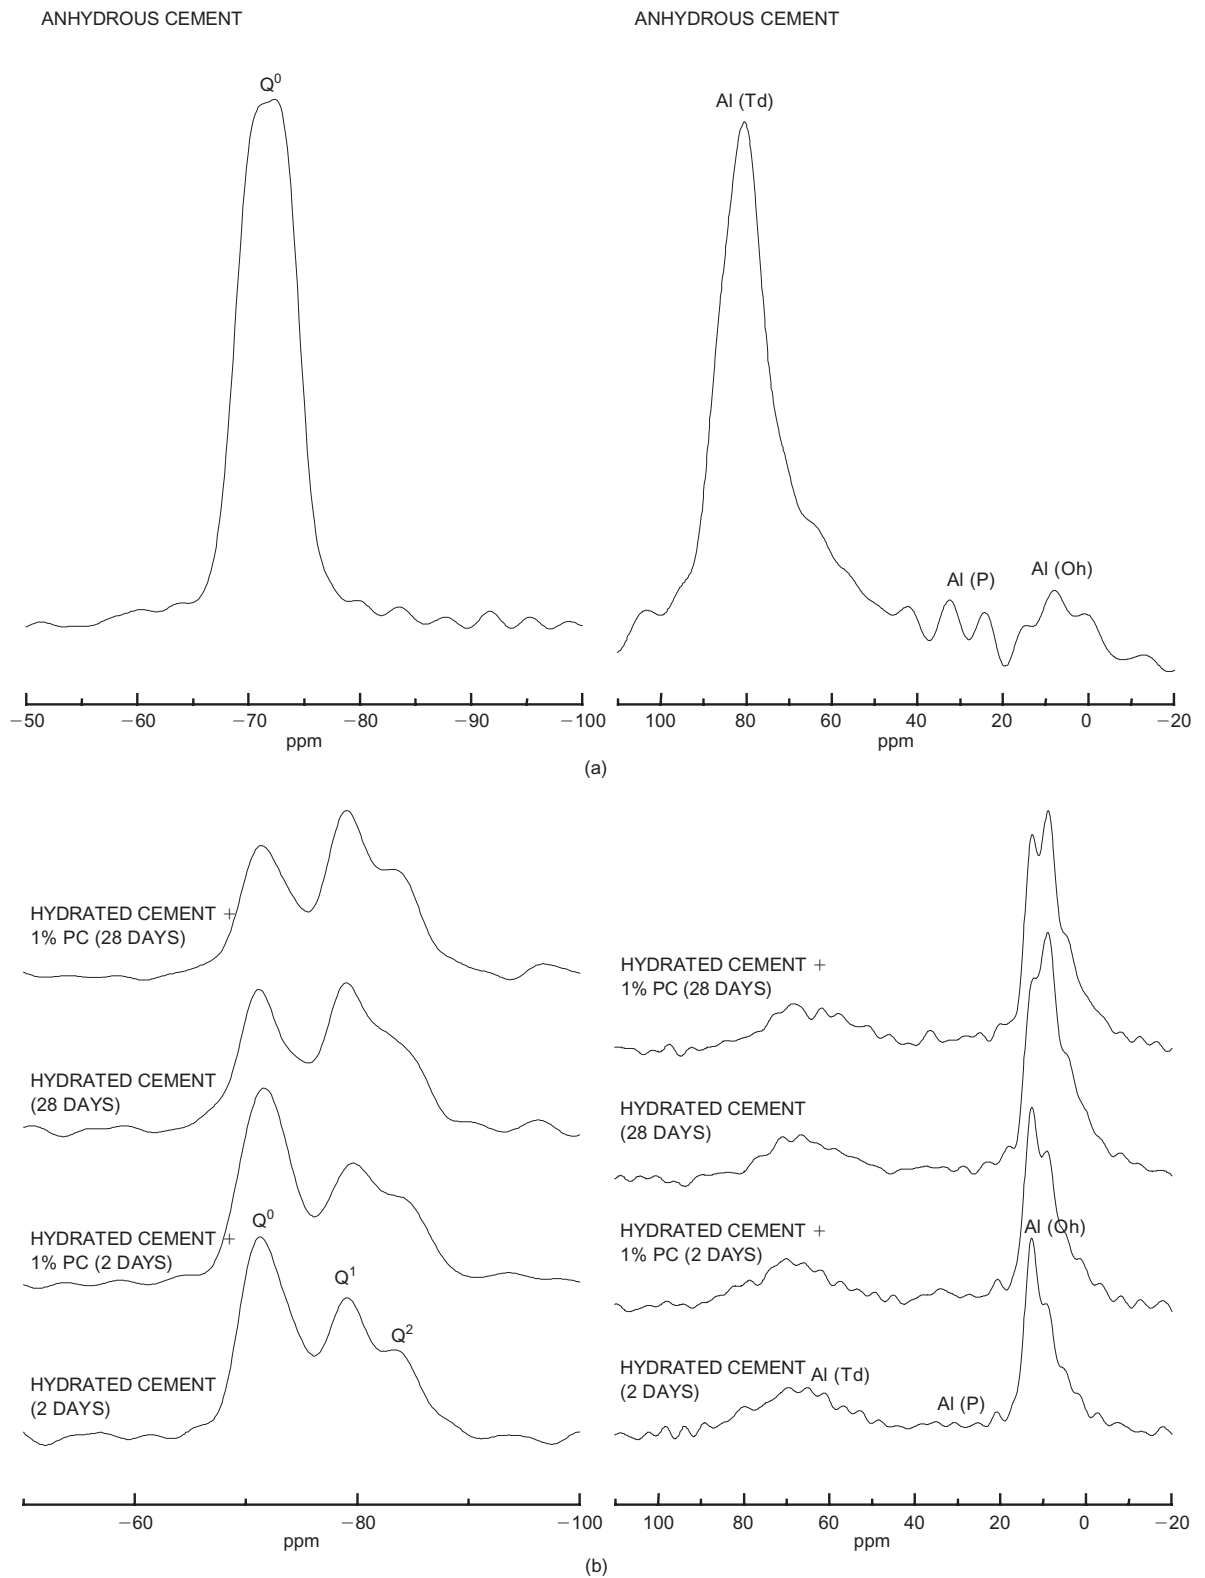 ANHYDROUS CEMENT
ANHYDROUS CEMENT
Q0
Al (Td)
Al (P)
Al (Oh)
−50 −60 −70 −80 −90 −100
ppm
100 80 60 40 20 0 −20
ppm
(a)
HYDRATED CEMENT +
1% PC (28 DAYS)
HYDRATED CEMENT
(28 DAYS)
HYDRATED CEMENT +
1% PC (2 DAYS)
Q0
Q1
Q2
HYDRATED CEMENT
(2 DAYS)
−60 −80 −100
ppm
HYDRATED CEMENT +
1% PC (28 DAYS)
HYDRATED CEMENT
(28 DAYS)
HYDRATED CEMENT +
1% PC (2 DAYS)
Al (Oh)
HYDRATED CEMENT
(2 DAYS)
Al (Td)
Al (P)
100 80 60 40 20 0 −20
ppm
(b)